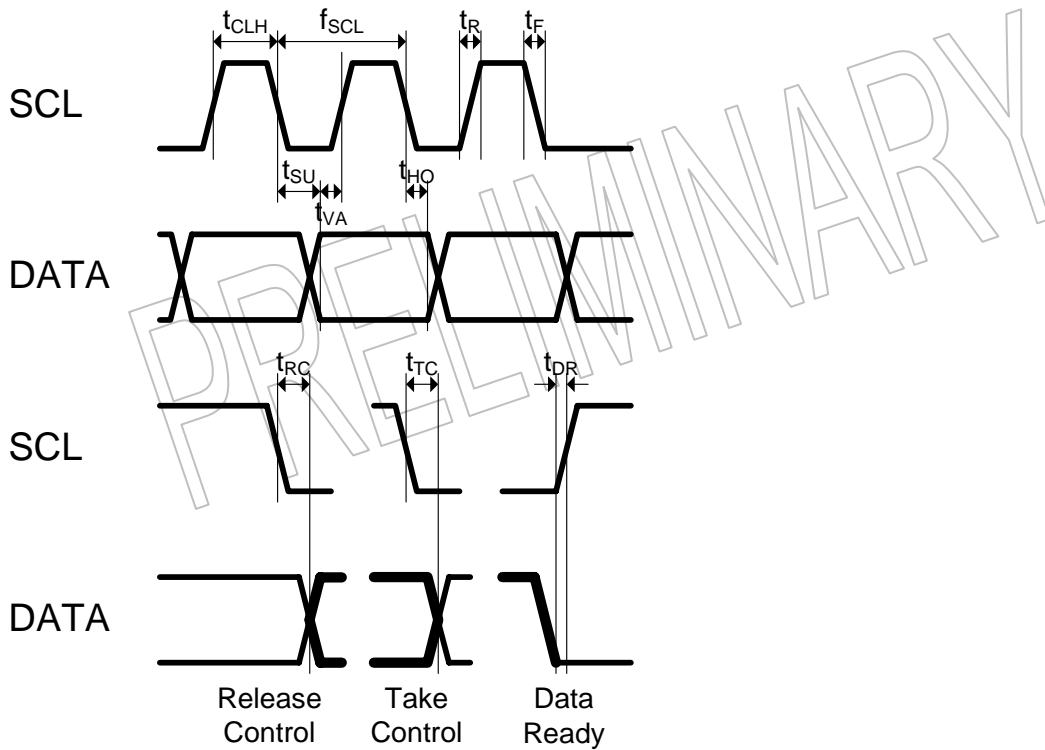 tCLH fSCL tR tF
SCL
tSU tHO
tVA
DATA
tRC tTC tDR
SCL
DATA
Release Control
Take Control
Data Ready
PRELIMINARY